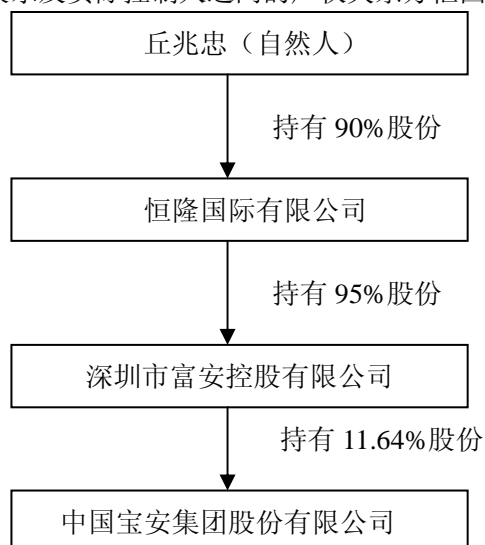 丘兆忠（自然人）
持有 90%股份
恒隆国际有限公司
持有 95%股份
深圳市富安控股有限公司
持有 11.64%股份
中国宝安集团股份有限公司